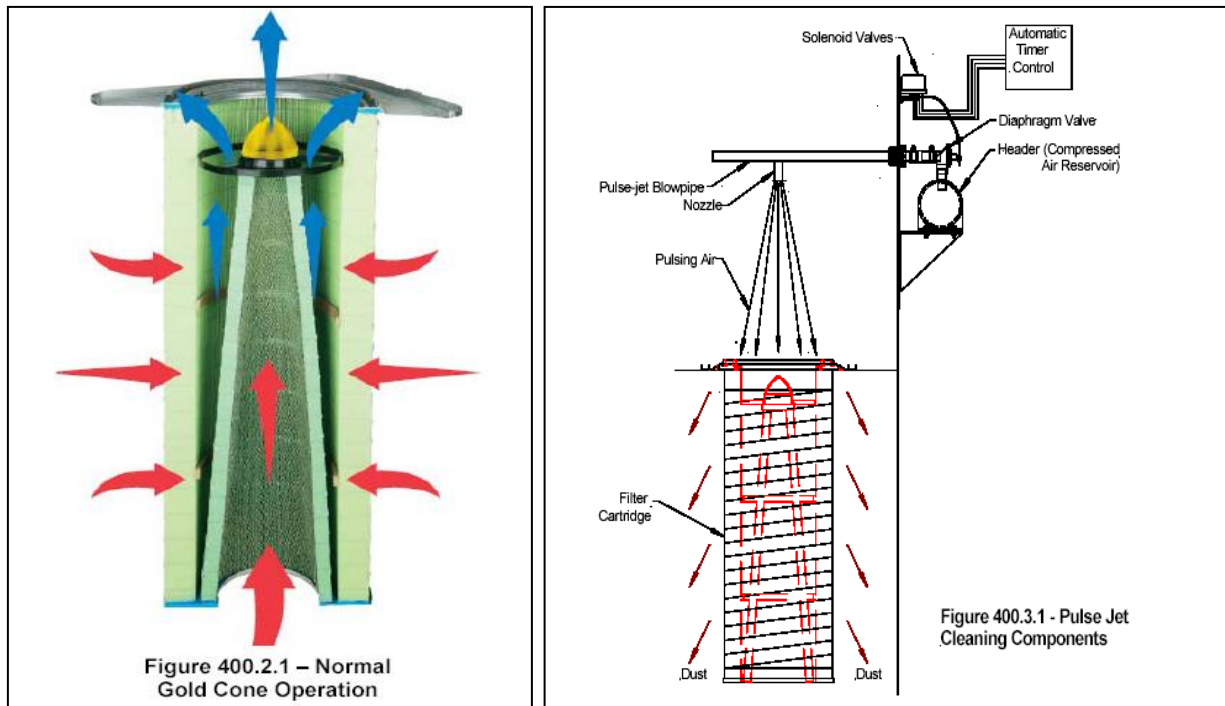 Figure 400.2.1 – Normal
Gold Cone Operation
Solenoid Valves
Automatic
Timer
Control
Diaphragm Valve
Header (Compressed
Air Reservoir)
Pulse-jet Blowpipe
Nozzle
Pulsing Air
Filter
Cartridge
Dust
Dust
Figure 400.3.1 - Pulse Jet
Cleaning Components